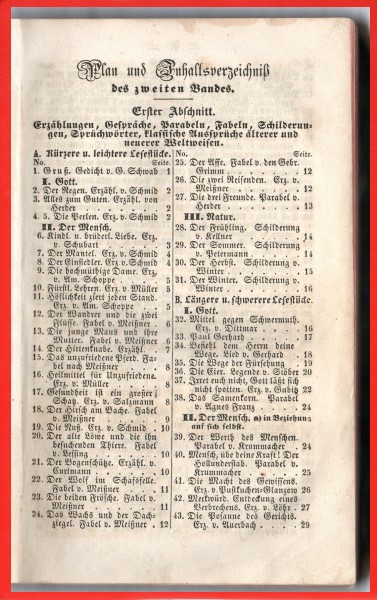 Plan und Inhaltsverzeichniß
des zweiten Bandes.
Erster Abschnitt.
Erzählungen, Gespräche, Parabeln, Fabeln, Schilderun-
gen, Sprüchwörter, klassische Aussprüche älterer und
neuerer Weltweisen.
A. Kürzere u. leichtere Lesestücke.
No. Seite.
1. Gruß. Gedicht v. G. Schwab 1
I. Gott.
2. Der Regen. Erzähl. v. Schmid 2
3. Alles zum Guten. Erzähl. von
Herder 2
4. 5. Die Perlen. Erz. v. Schmid 2
II. Der Mensch.
6. Kindl. u. brüderl. Liebe. Erz.
v. Schubart 3
7. Der Mantel. Erz. v. Schmid 4
8. Der Einsiedler. Erz. v. Schmid 4
9. Die hochmüthige Dame. Erz.
v. Am. Schoppe 5
10. Fürstl. Lehren. Erz. v. Müller 5
11. Höflichkeit ziert jeden Stand.
Erz. v. Am. Schoppe 5
12. Der Wandrer und die zwei
Flüsse. Fabel v. Meißner 6
13. Die junge Maus und ihre
Mutter. Fabel v. Meißner 6
14. Der Hirtenknabe. Erzähl. 7
15. Das unzufriedene Pferd. Fa-
bel nach Meißner 8
16. Heilmittel für Unzufriedene.
Erz. v. Müller 8
17. Gesundheit ist ein großer
Schatz. Erz. v. Salzmann 8
18. Der Hirsch am Bache. Fabel
v. Meißner 9
19. Die Nuß. Erz. v. Schmid 10
20. Der alte Löwe und die ihn
besuchenden Thiere. Fabel
v. Lessing 10
21. Der Bogenschütze. Erzähl. v.
Curtmann 10
22. Der Wolf im Schafsfelle.
Fabel v. Meißner 11
23. Die beiden Frösche. Fabel v.
Meißner 11
24. Das Wachs und der Dach-
ziegel. Fabel v. Meißner 12
No. Seite.
25. Der Affe. Fabel v. den Gebr.
Grimm 12
26. Die zwei Reisenden. Erz. v.
Meißner 12
27. Die drei Freunde. Parabel v.
Herder 13
III. Natur.
28. Der Frühling. Schilderung
v. Kellner 14
29. Der Sommer. Schilderung
v. Petermann 14
30. Der Herbst. Schilderung v.
Winter 15
31. Der Winter. Schilderung v.
Winter 16
B. Längere u. schwerere Lesestücke.
I. Gott.
32. Mittel gegen Schwermuth.
Erz. v. Dittmar 16
33. Paul Gerhard 17
34. Befiehl dem Herrn deine
Wege. Lied v. Gerhard 18
35. Die Wege der Fürsehung 19
36. Die Eier. Legende v. Stöber 20
37. Irret euch nicht, Gott läßt sich
nicht spotten. Erz. v. Gubitz 22
38. Das Samenkorn. Parabel
v. Agnes Franz 24
II. Der Mensch, a) in Beziehung
auf sich selbst.
39. Der Werth des Menschen.
Parabel v. Krummacher 24
40. Mensch, übe deine Kraft! Der
Hollunderstab. Parabel v.
Krummacher 25
41. Die Macht des Gewissens.
Erz. v. Pustkuchen-Glanzow 26
42. Merkwürd. Entdeckung eines
Verbrechens. Erz. v. Löhr 27
43. Die Posaune des Gerichts.
Erz. v. Auerbach 29